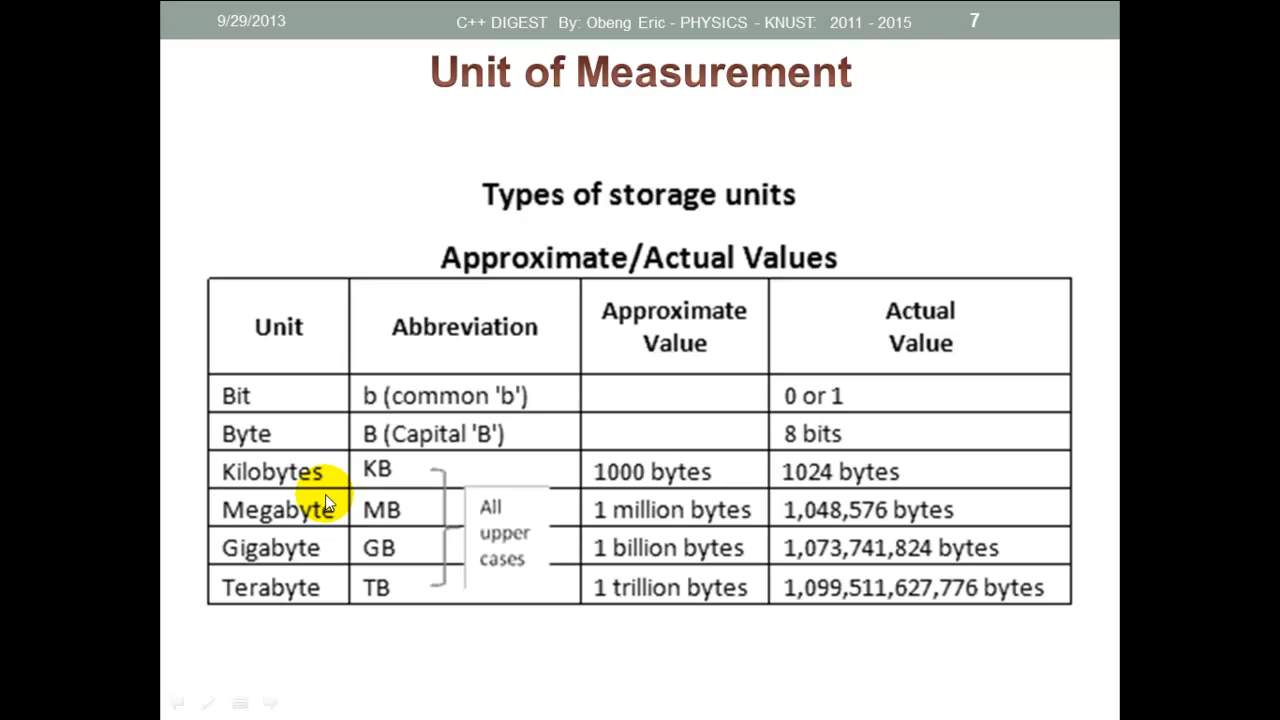 9/29/2013 C++ DIGEST By: Obeng Eric - PHYSICS - KNUST: 2011 - 2015 7
Unit of Measurement
Types of storage units
Approximate/Actual Values
Unit Abbreviation Approximate Value Actual Value
Bit b (common 'b') 0 or 1
Byte B (Capital 'B') 8 bits
Kilobytes KB 1000 bytes 1024 bytes
Megabyte MB 1 million bytes 1,048,576 bytes
Gigabyte GB 1 billion bytes 1,073,741,824 bytes
Terabyte TB 1 trillion bytes 1,099,511,627,776 bytes
All
upper
cases